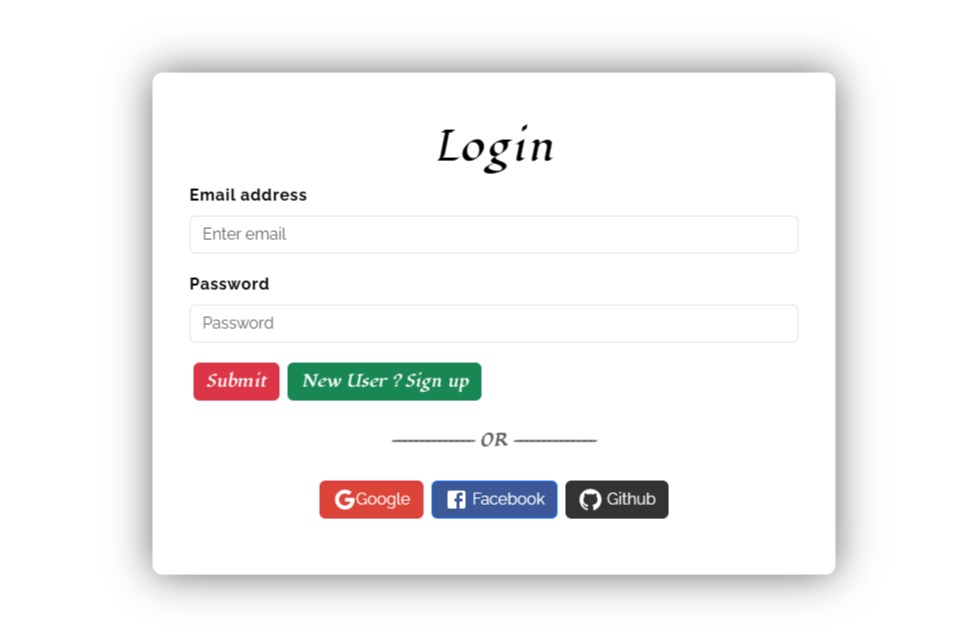 Login
Email address
Enter email
Password
Password
Submit New User ? Sign up
---------------- OR ----------------
Google Facebook Github